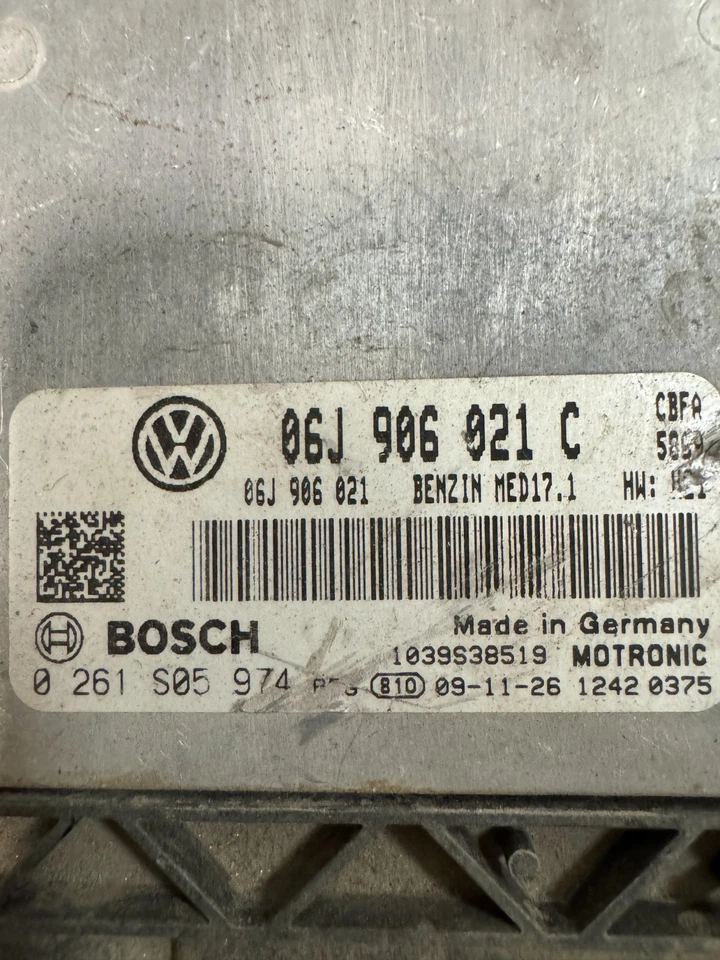 06J 906 021 C CBFA
06J 906 021 BENZIN MED17.1 HW:
BOSCH Made in Germany
1039S38519 MOTRONIC
0 261 S05 974 810 09-11-26 1242 0375